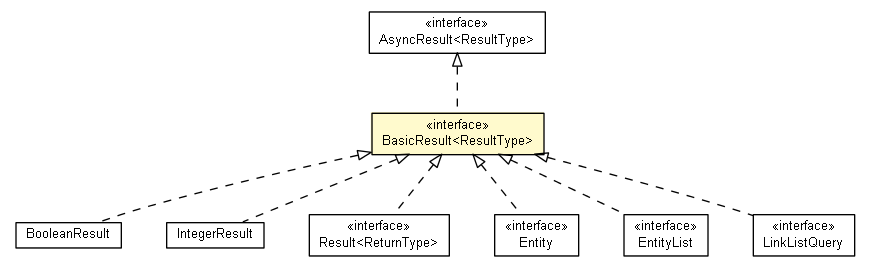 «interface»
AsyncResult<ResultType>
«interface»
BasicResult<ResultType>
BooleanResult
IntegerResult
«interface»
Result<ReturnType>
«interface»
Entity
«interface»
EntityList
«interface»
LinkListQuery